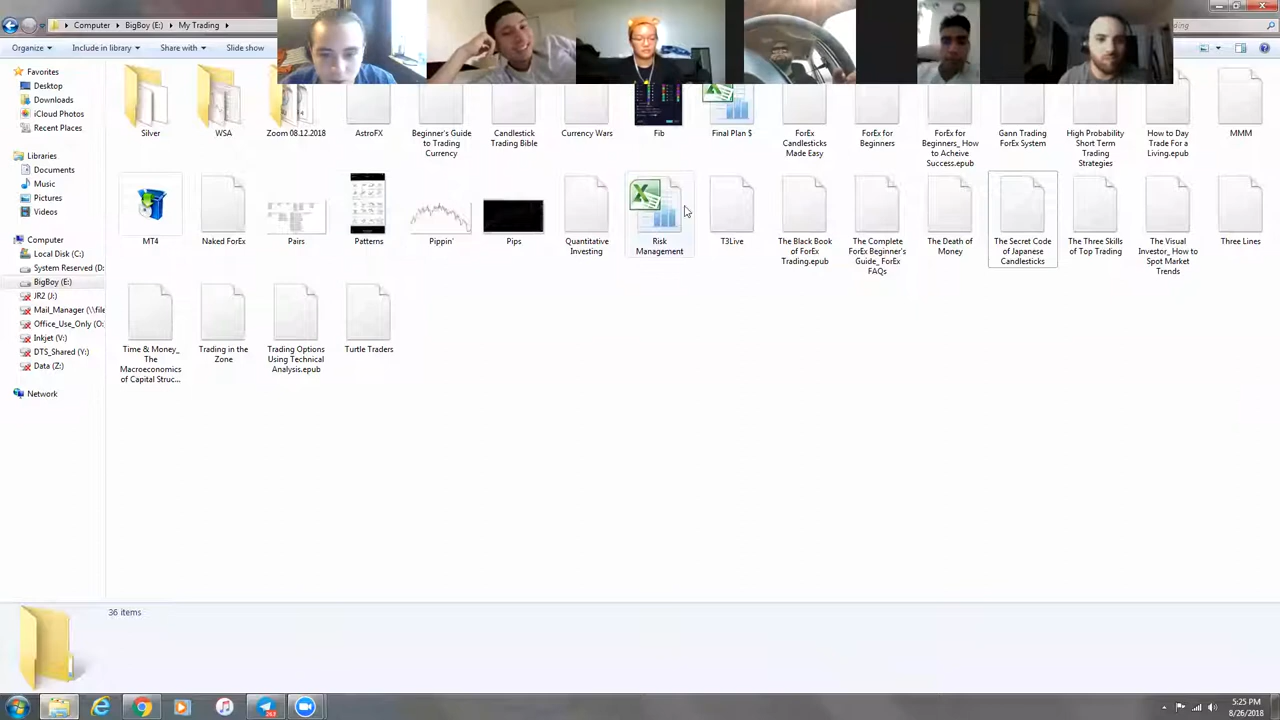 Computer
BigBoy (E:)
My Trading
Organize
Include in library
Share with
Slide show
Favorites
Desktop
Downloads
iCloud Photos
Recent Places
Libraries
Documents
Music
Pictures
Videos
Computer
Local Disk (C:)
System Reserved (D:
BigBoy (E:)
JR2 (J:)
Mail_Manager (\\file
Office_Use_Only (O:
Inkjet (V:)
DTS_Shared (Y:)
Data (Z:)
Network
Silver
WSA
Zoom 08.12.2018
AstroFX
Beginner's Guide
to Trading
Currency
Candlestick
Trading Bible
Currency Wars
Fib
Final Plan $
ForEx
Candlesticks
Made Easy
ForEx for
Beginners
ForEx for
Beginners_ How
to Acheive
Success.epub
Gann Trading
ForEx System
High Probability
Short Term
Trading
Strategies
How to Day
Trade For a
Living.epub
MMM
MT4
Naked ForEx
Pairs
Patterns
Pippin'
Pips
Quantitative
Investing
Risk
Management
T3Live
The Black Book
of ForEx
Trading.epub
The Complete
ForEx Beginner's
Guide_ ForEx
FAQs
The Death of
Money
The Secret Code
of Japanese
Candlesticks
The Three Skills
of Top Trading
The Visual
Investor_ How to
Spot Market
Trends
Three Lines
Time & Money_
The
Macroeconomics
of Capital Struc...
Trading in the
Zone
Trading Options
Using Technical
Analysis.epub
Turtle Traders
36 items
5:25 PM
8/26/2018